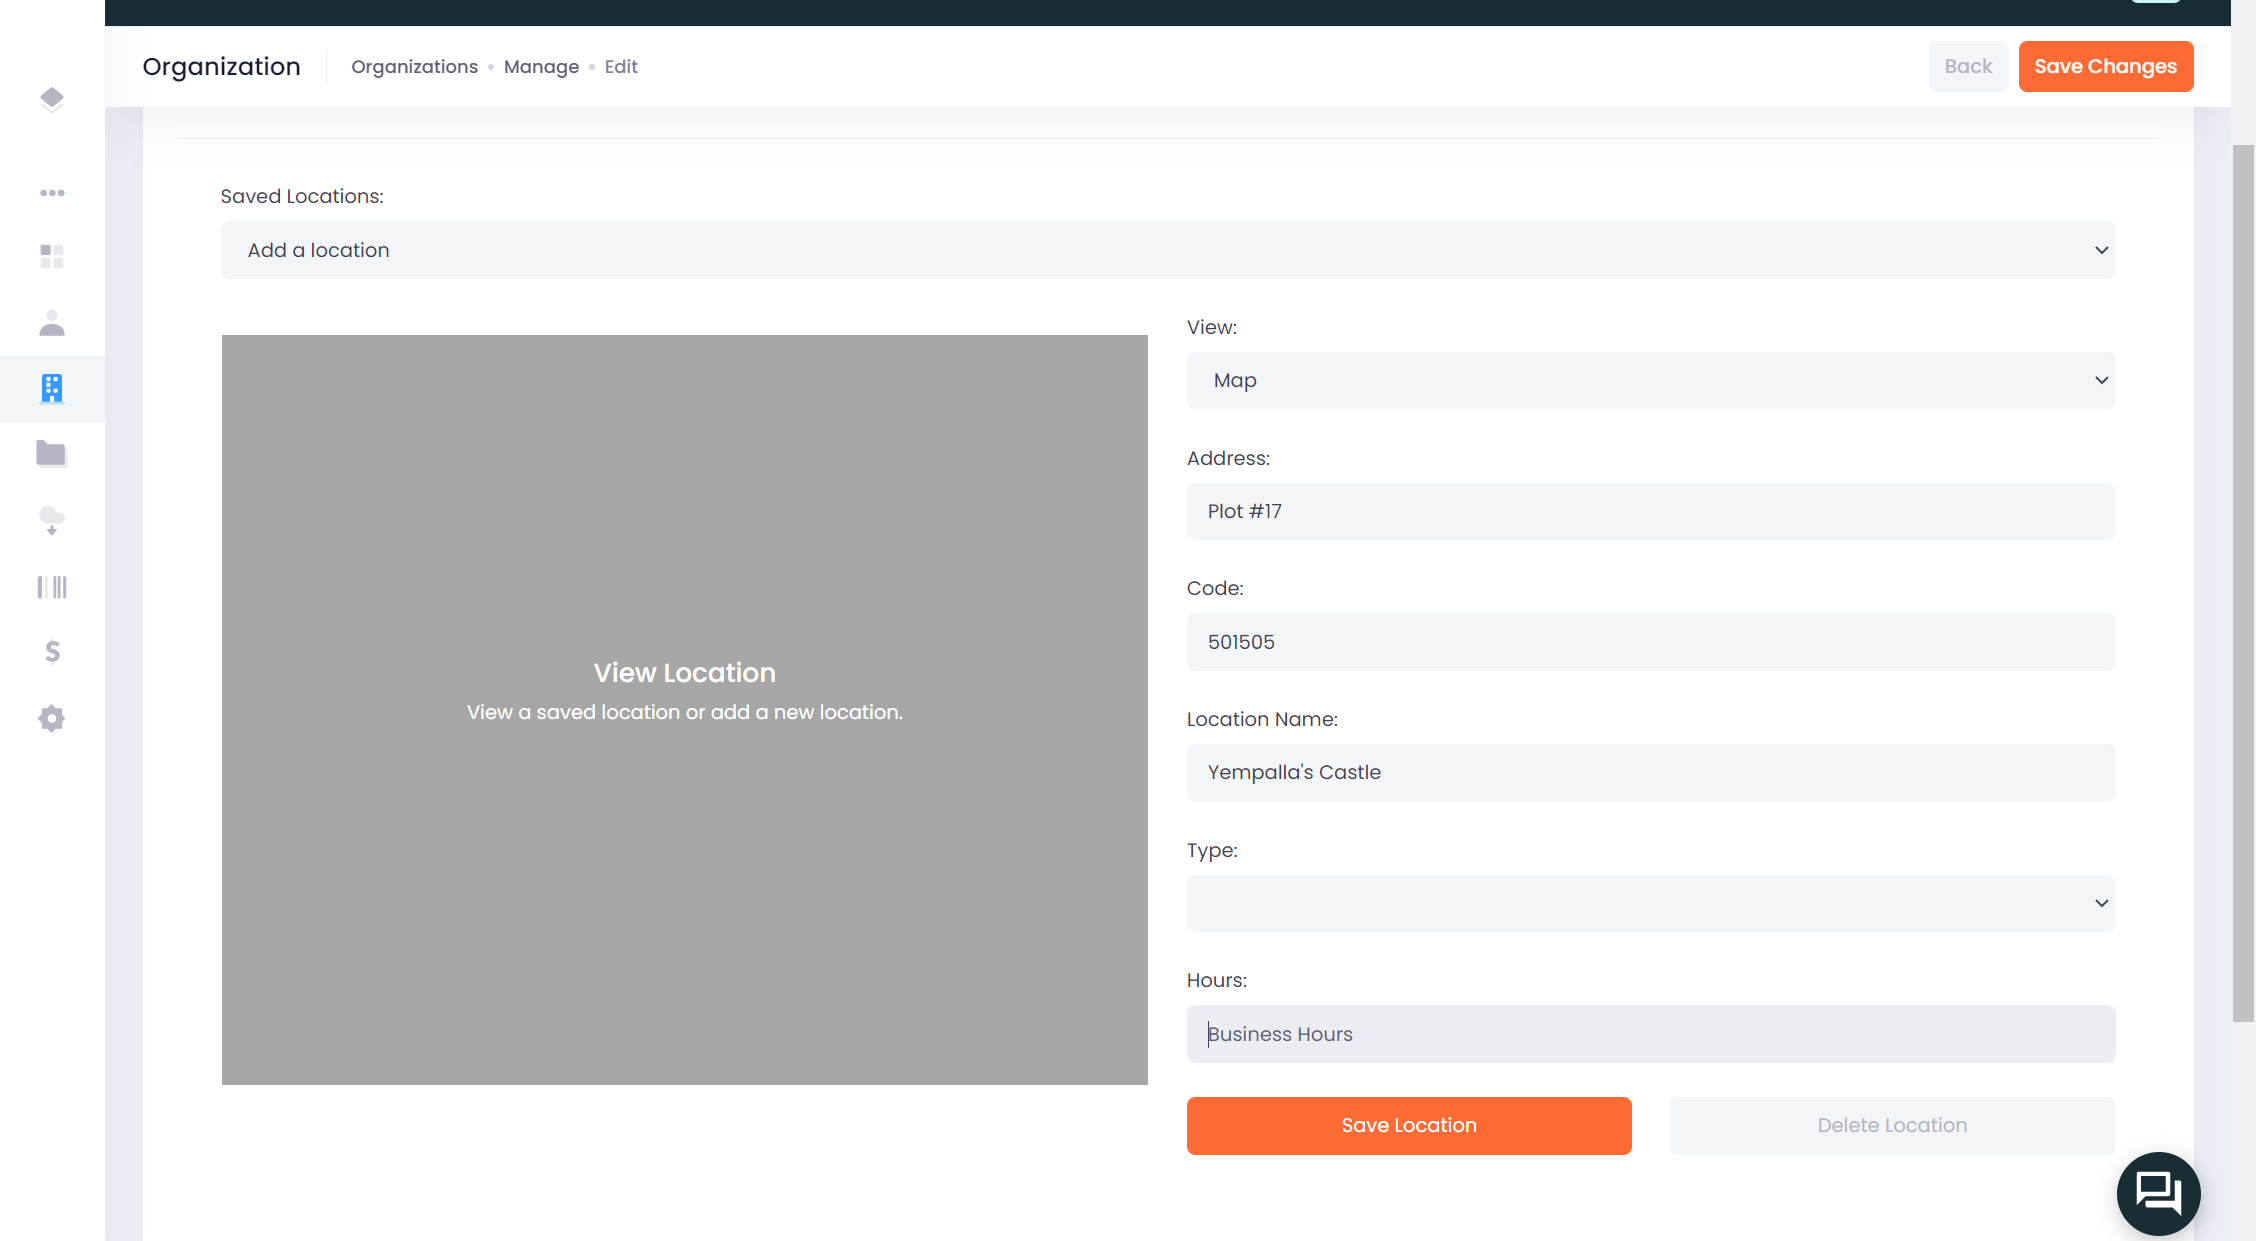 Organization
Organizations • Manage • Edit
Back
Save Changes
Saved Locations:
Add a location
View Location
View a saved location or add a new location.
View:
Map
Address:
Plot #17
Code:
501505
Location Name:
Yempalla's Castle
Type:
Hours:
Business Hours
Save Location
Delete Location
$